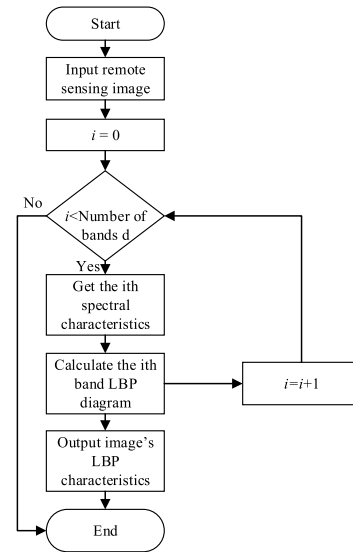 Start
Input remote
sensing image
i = 0
No
i<Number of
bands d
Yes
Get the ith
spectral
characteristics
Calculate the ith
band LBP
diagram
i=i+1
Output image's
LBP
characteristics
End